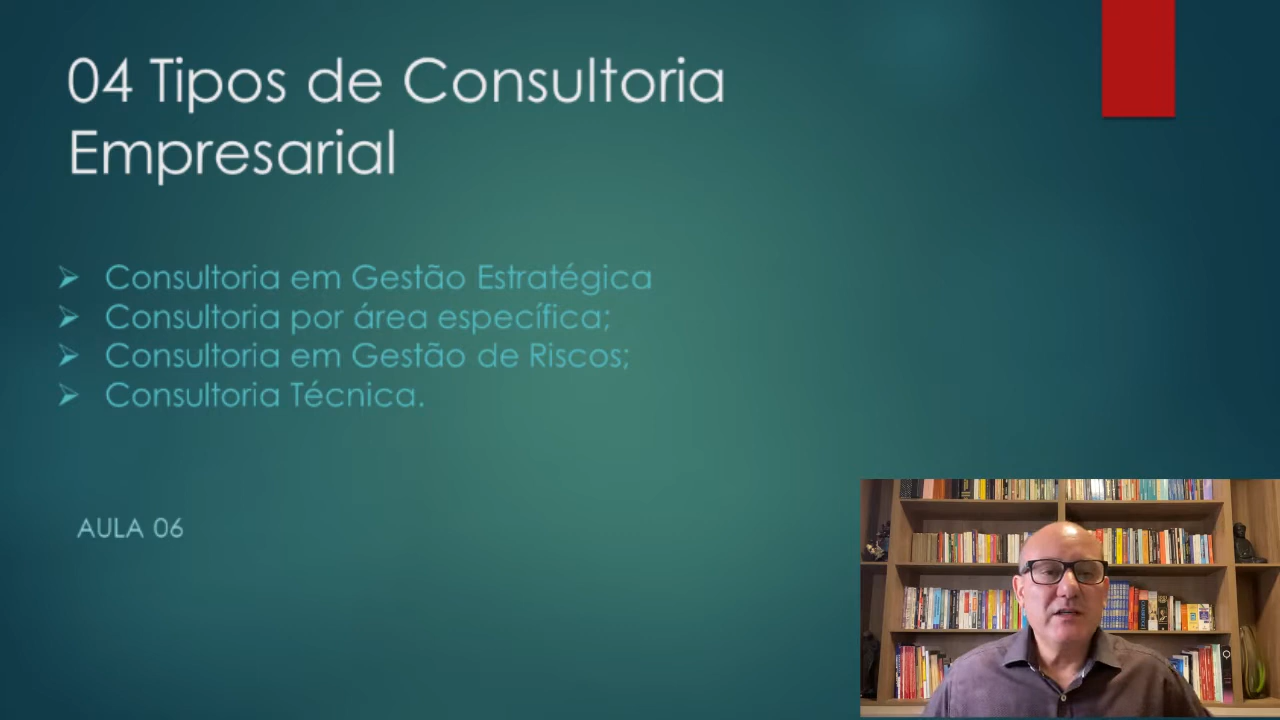 04 Tipos de Consultoria
Empresarial
➢ Consultoria em Gestão Estratégica
➢ Consultoria por área específica;
➢ Consultoria em Gestão de Riscos;
➢ Consultoria Técnica.
AULA 06